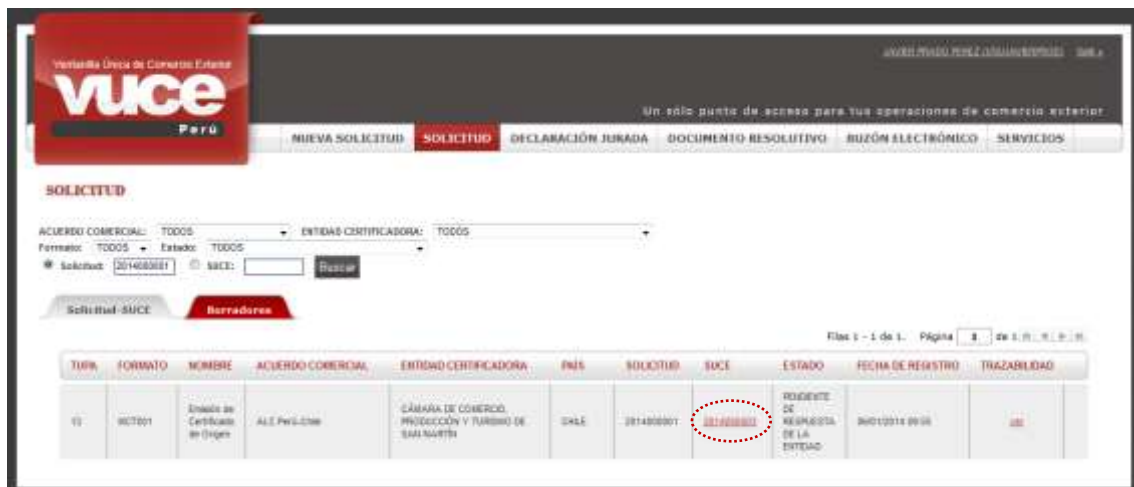 Ventanilla Única de Comercio Exterior
vuce
Perú
Salir
Un sólo punto de acceso para tus operaciones de comercio exterior
NUEVA SOLICITUD SOLICITUD DECLARACIÓN JURADA DOCUMENTO RESOLUTIVO BUZÓN ELECTRÓNICO SERVICIOS
SOLICITUD
ACUERDO COMERCIAL: TODOS ENTIDAD CERTIFICADORA: TODOS
Formato: TODOS Estado: TODOS
Solicitud: 2014000001 SUCE: Buscar
Solicitud-SUCE Borradores
Filas 1 - 1 de 1. Página 1 de 1
TUPA FORMATO NOMBRE ACUERDO COMERCIAL ENTIDAD CERTIFICADORA PAÍS SOLICITUD SUCE ESTADO FECHA DE REGISTRO TRAZABILIDAD
MCT001 Emisión de Certificado de Origen ALC Perú-Chile CÁMARA DE COMERCIO, PRODUCCIÓN Y TURISMO DE SAN MARTÍN CHILE 2014000001 PENDIENTE DE RESPUESTA DE LA ENTIDAD ver